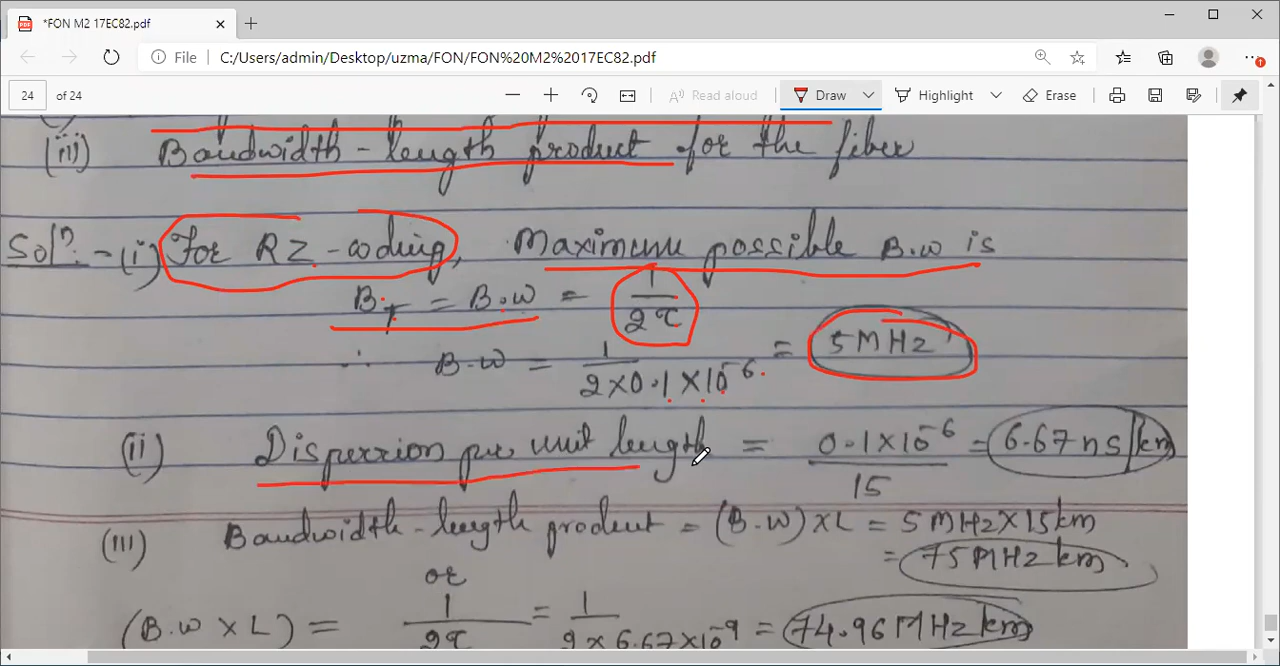 *FON M2 17EC82.pdf
File C:/Users/admin/Desktop/uzma/FON/FON%20M2%2017EC82.pdf
24 of 24 Read aloud Draw Highlight Erase
(iii) Bandwidth-length product for the fiber
Solⁿ:-(i) For RZ-coding, Maximum possible B.W is
B_T = B.W = 1/2τ
∴ B.W = 1/2×0.1×10⁻⁶ = 5MHz
(ii) Dispersion per unit length = 0.1×10⁻⁶/15 = 6.67ns/km
(iii) Bandwidth-length product = (B.W)×L = 5MHz×15km
= 75MHz km
or
(B.W × L) = 1/2τ = 1/2×6.67×10⁻⁹ = 74.96MHz km